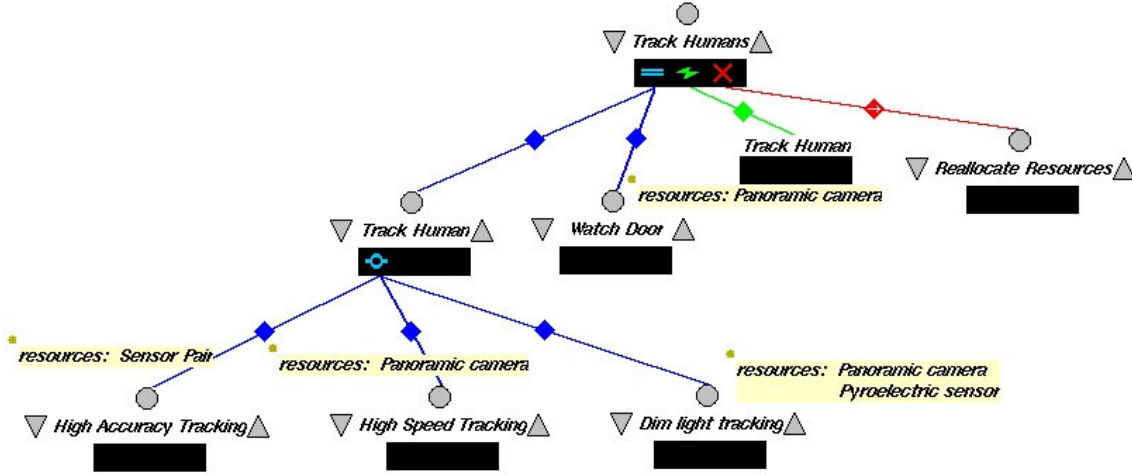 Track Humans
Track Human
Reallocate Resources
resources: Panoramic camera
Track Human
Watch Door
resources: Sensor Pair
resources: Panoramic camera
resources: Panoramic camera
Pyroelectric sensor
High Accuracy Tracking
High Speed Tracking
Dim light tracking